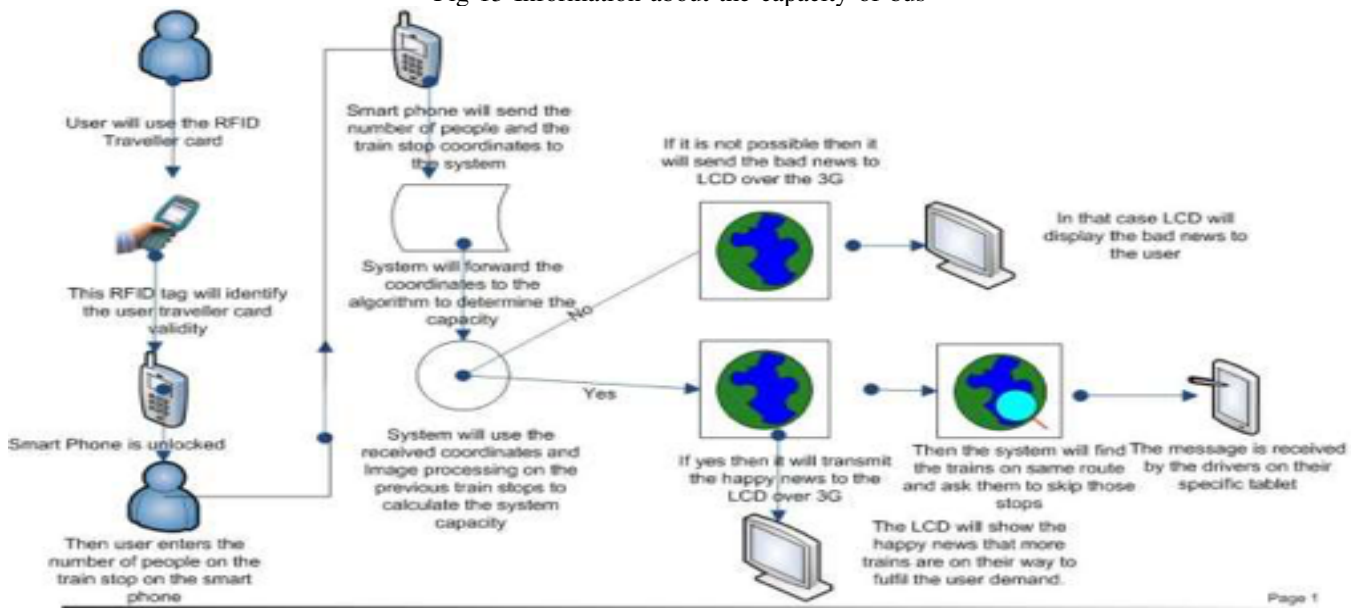 Fig 15 Information about the capacity of bus
User will use the RFID
Traveller card
This RFID tag will identify
the user traveller card
validity
Smart Phone is unlocked
Then user enters the
number of people on the
train stop on the smart
phone
Smart phone will send the
number of people and the
train stop coordinates to
the system
System will forward the
coordinates to the
algorithm to determine the
capacity
System will use the
received coordinates and
Image processing on the
previous train stops to
calculate the system
capacity
No
Yes
If it is not possible then it
will send the bad news to
LCD over the 3G
In that case LCD will
display the bad news to
the user
If yes then it will transmit
the happy news to the
LCD over 3G
The LCD will show the
happy news that more
trains are on their way to
fulfil the user demand.
Then the system will find
the trains on same route
and ask them to skip those
stops
The message is received
by the drivers on their
specific tablet
Page 1